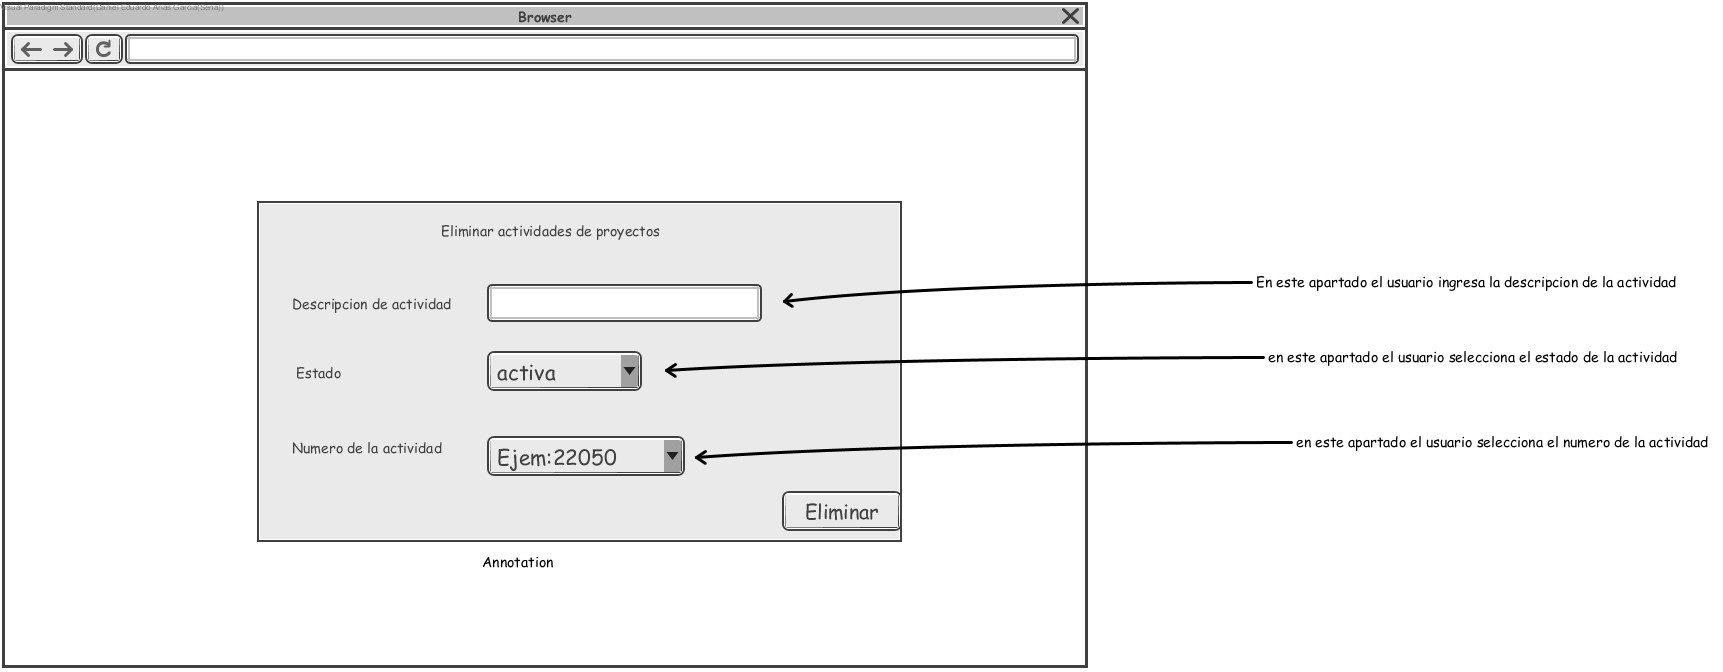 Visual Paradigm Standard(Daniel Eduardo Arias Garcia(Sena))
Browser
Eliminar actividades de proyectos
Descripcion de actividad
En este apartado el usuario ingresa la descripcion de la actividad
Estado
activa
en este apartado el usuario selecciona el estado de la actividad
Numero de la actividad
Ejem:22050
en este apartado el usuario selecciona el numero de la actividad
Eliminar
Annotation